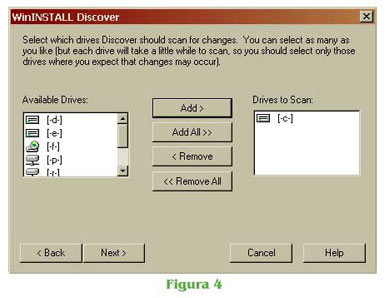 WinINSTALL Discover
Select which drives Discover should scan for changes. You can select as many as
you like (but each drive will take a little while to scan, so you should select only those
drives where you expect that changes may occur).
Available Drives:
Drives to Scan:
[-d-]
[-e-]
[-f-]
[-p-]
[-r-]
Add >
Add All >>
< Remove
<< Remove All
[-c-]
< Back
Next >
Cancel
Help
Figura 4